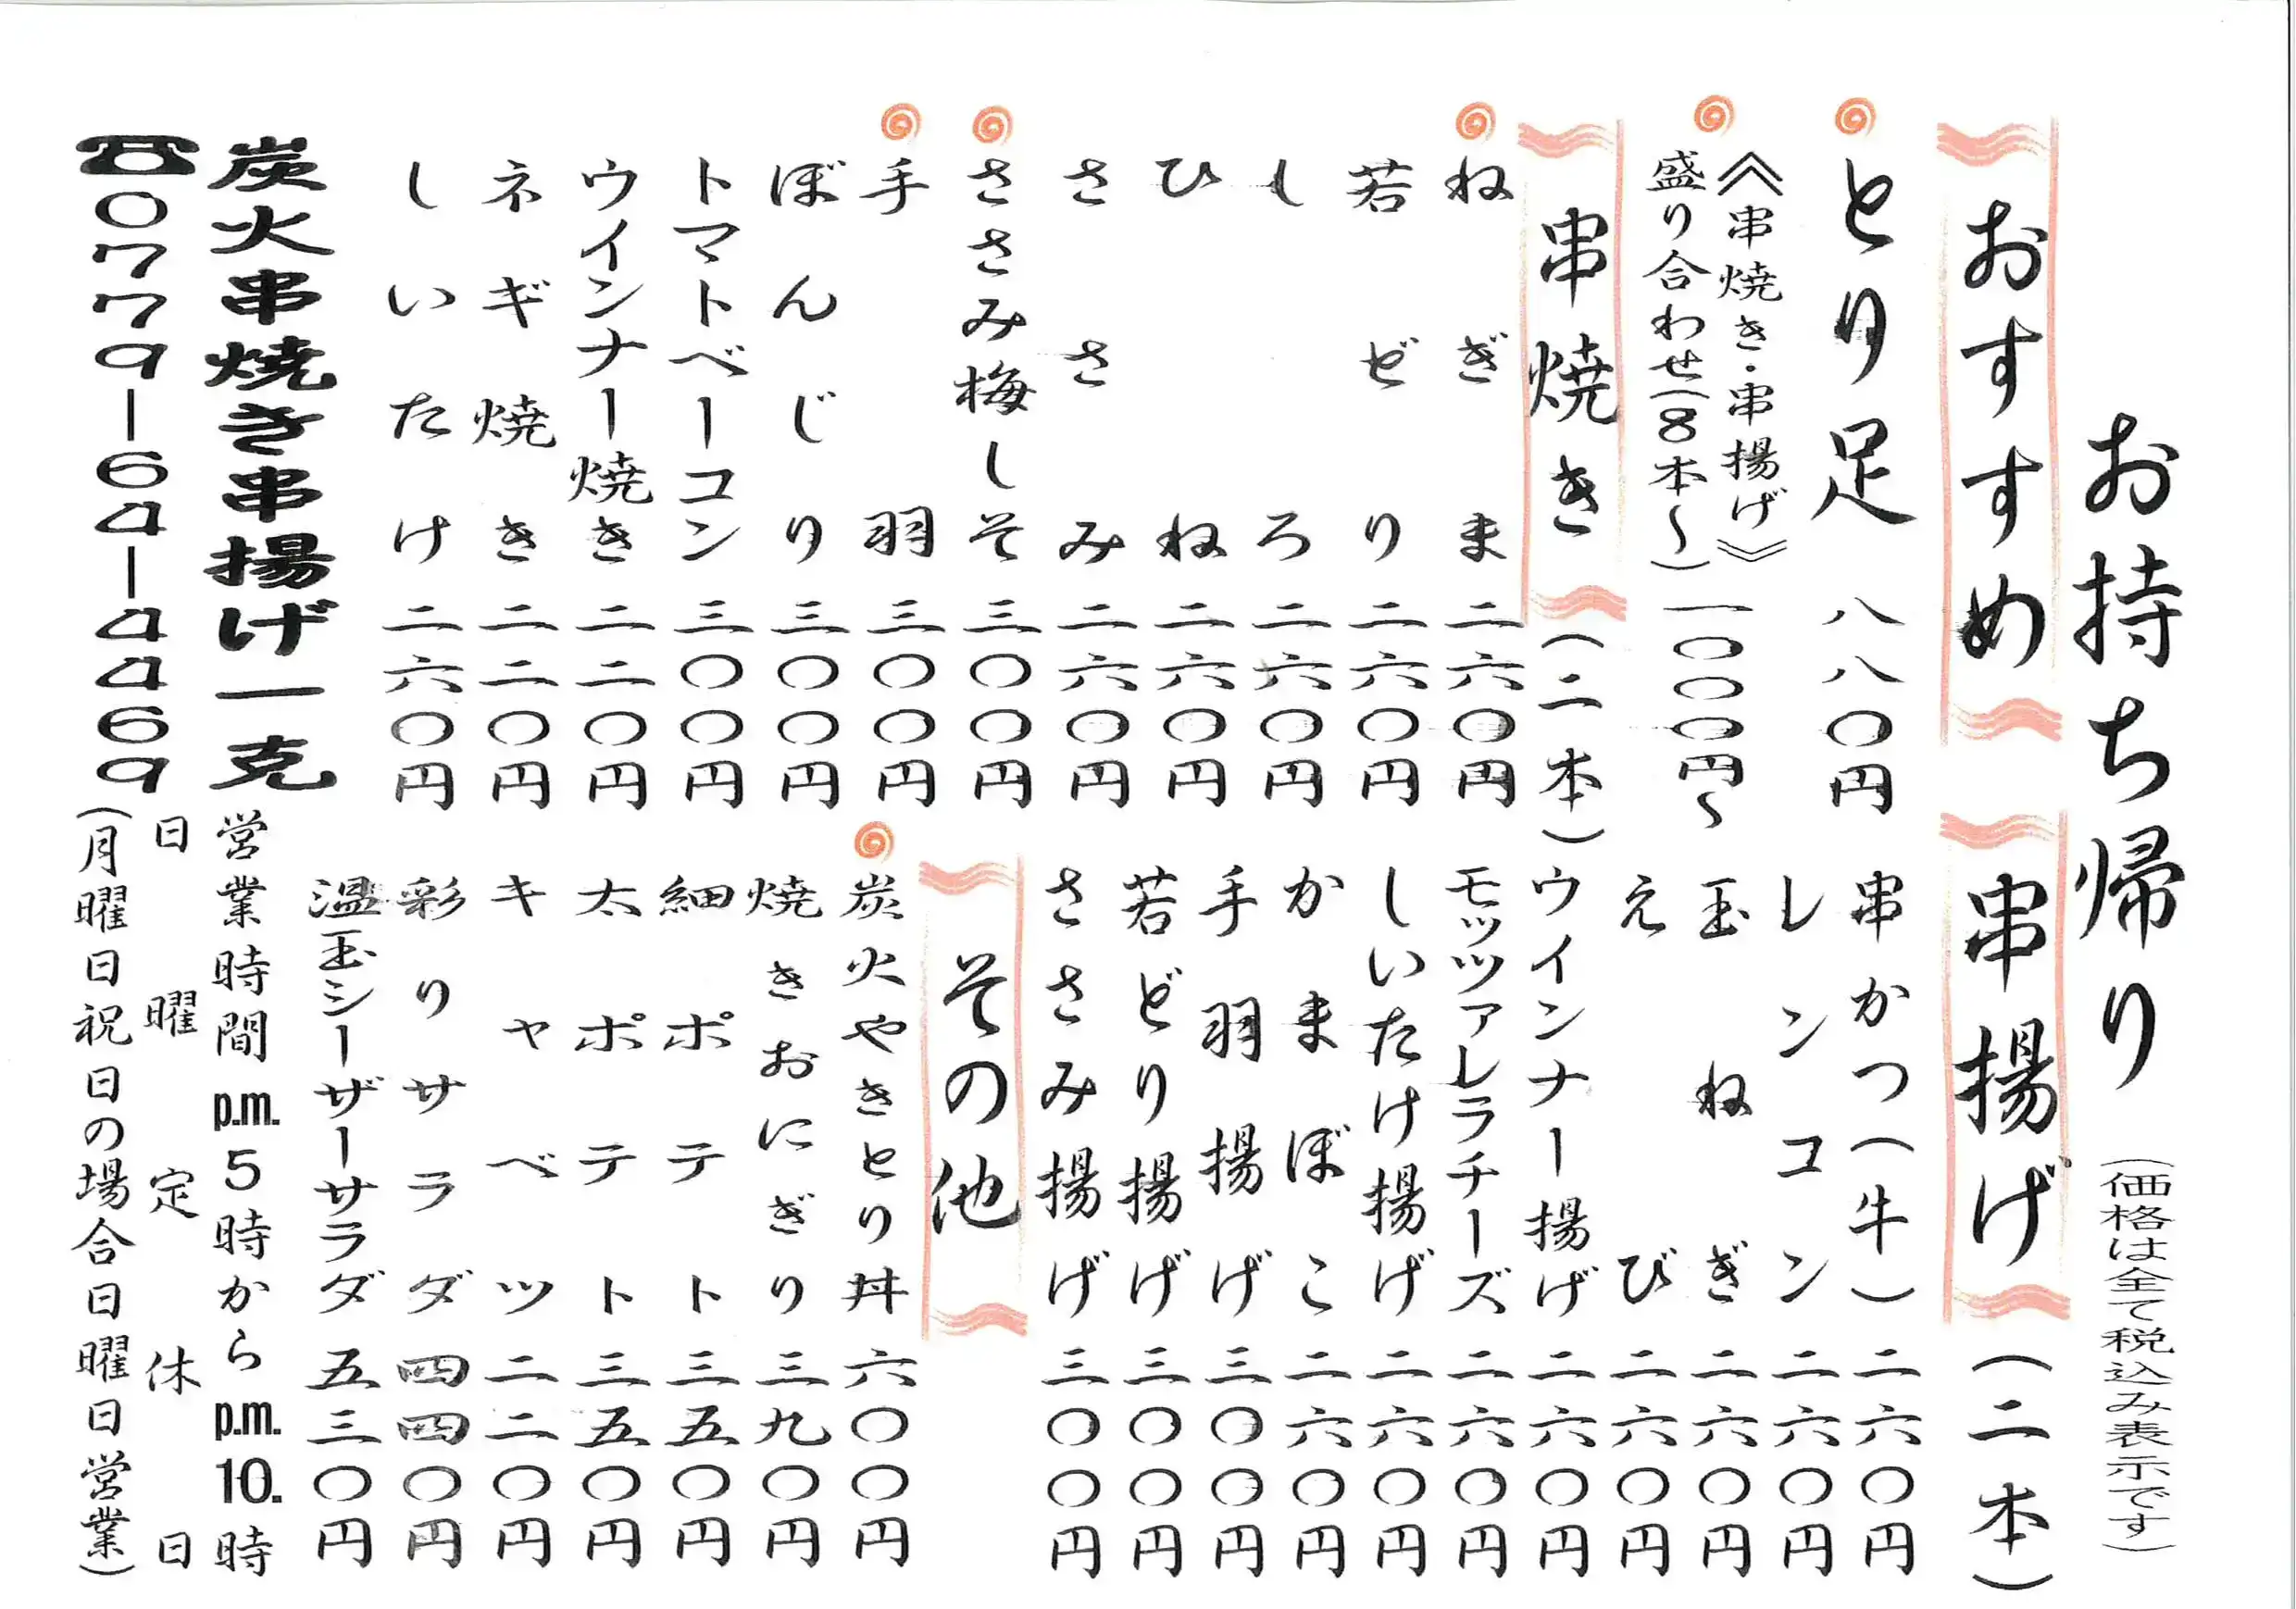 お持ち帰り (価格は全て税込み表示です)
おすすめ
とり足 八八〇円
《串焼き・串揚げ》
盛り合わせ(8本~) 一〇〇〇円~
串焼き (二本)
ねぎま 二六〇円
若どり 二六〇円
しろ 二六〇円
ひね 二六〇円
ささみ 二六〇円
ささみ梅しそ 三〇〇円
手羽 三〇〇円
ぼんじり 三〇〇円
トマトベーコン 三〇〇円
ウインナー焼き 二二〇円
ネギ焼き 二二〇円
しいたけ 二六〇円
串揚げ (二本)
串かつ(牛) 二六〇円
レンコン 二六〇円
玉ねぎ 二六〇円
えび 二六〇円
ウインナー揚げ 二六〇円
モッツァレラチーズ 二六〇円
しいたけ揚げ 二六〇円
かまぼこ 二六〇円
手羽揚げ 三〇〇円
若どり揚げ 三〇〇円
ささみ揚げ 三〇〇円
その他
炭火やきとり丼 六〇〇円
焼きおにぎり 三九〇円
細ポテト 三五〇円
太ポテト 三五〇円
キャベツ 二二〇円
彩りサラダ 四四〇円
温玉シーザーサラダ 五三〇円
炭火串焼き串揚げ一克
☎0779-64-4469
営業時間p.m.5時からp.m.10.時
日曜定休日
(月曜日祝日の場合日曜日営業)